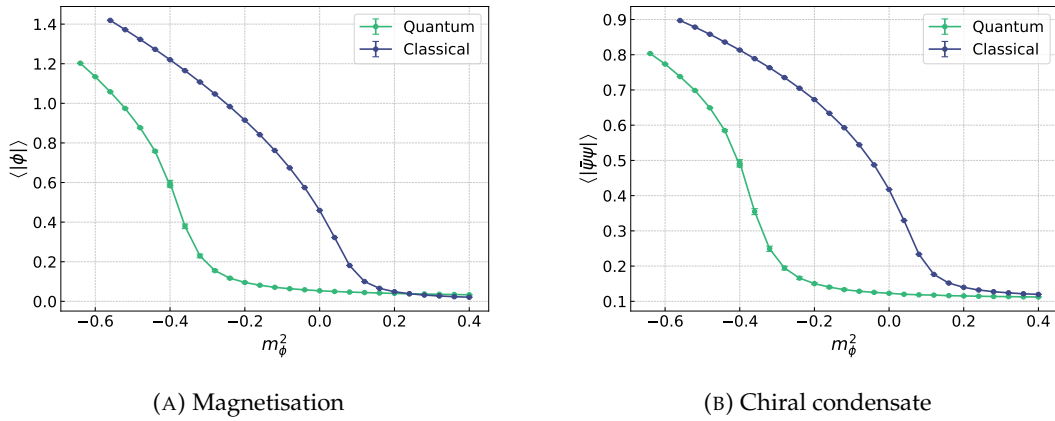 1.4
1.2
1.0
0.8
0.6
0.4
0.2
0.0
⟨|ϕ|⟩
−0.6 −0.4 −0.2 0.0 0.2 0.4
m²ϕ
Quantum
Classical
(A) Magnetisation
0.9
0.8
0.7
0.6
0.5
0.4
0.3
0.2
0.1
⟨|ψ̄ψ|⟩
−0.6 −0.4 −0.2 0.0 0.2 0.4
m²ϕ
Quantum
Classical
(B) Chiral condensate